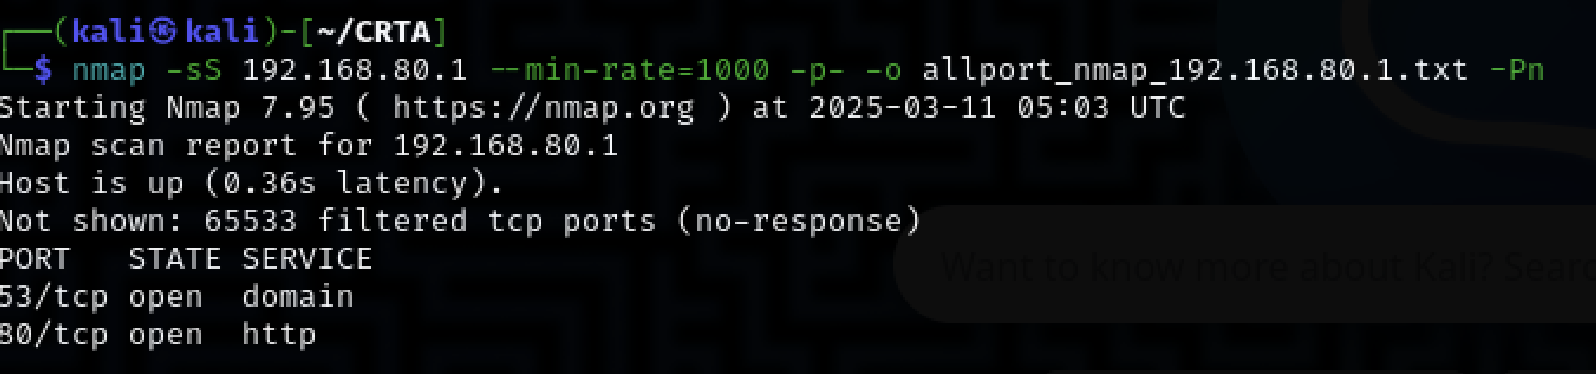 ┌──(kali㉿kali)-[~/CRTA]
└─$ nmap -sS 192.168.80.1 --min-rate=1000 -p- -o allport_nmap_192.168.80.1.txt -Pn
Starting Nmap 7.95 ( https://nmap.org ) at 2025-03-11 05:03 UTC
Nmap scan report for 192.168.80.1
Host is up (0.36s latency).
Not shown: 65533 filtered tcp ports (no-response)
PORT   STATE SERVICE
Want to know more about Kali?
53/tcp open  domain
80/tcp open  http